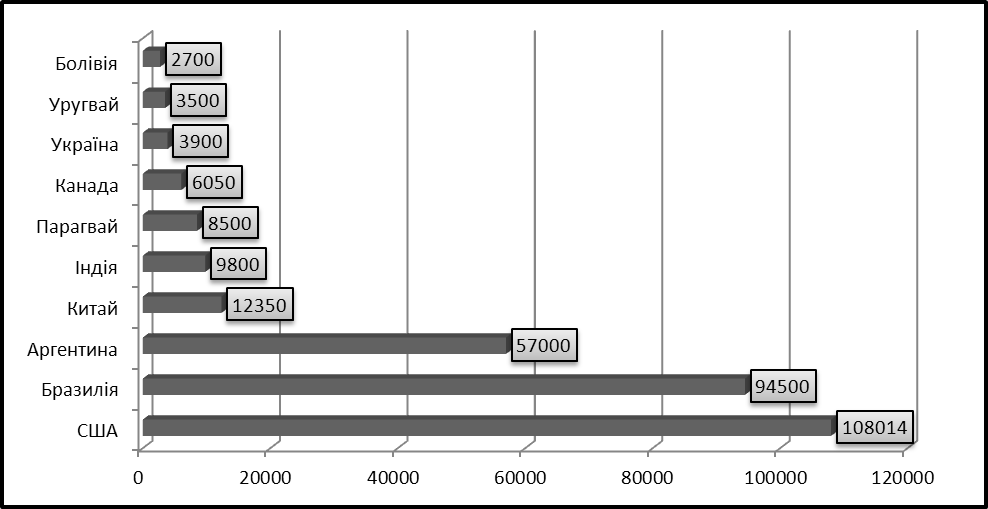 Болівія 2700
Уругвай 3500
Україна 3900
Канада 6050
Парагвай 8500
Індія 9800
Китай 12350
Аргентина 57000
Бразилія 94500
США 108014
0 20000 40000 60000 80000 100000 120000